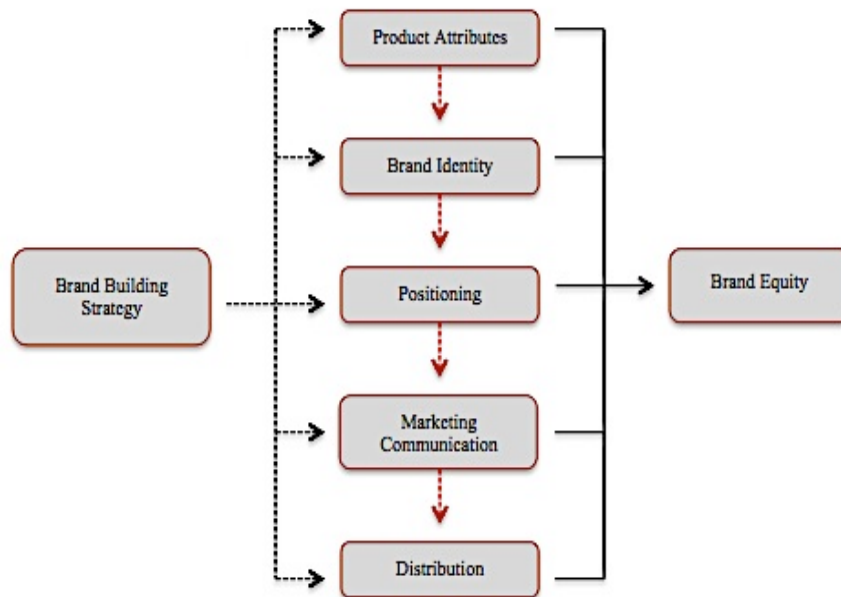 Product Attributes
Brand Identity
Brand Building
Strategy
Positioning
Brand Equity
Marketing
Communication
Distribution